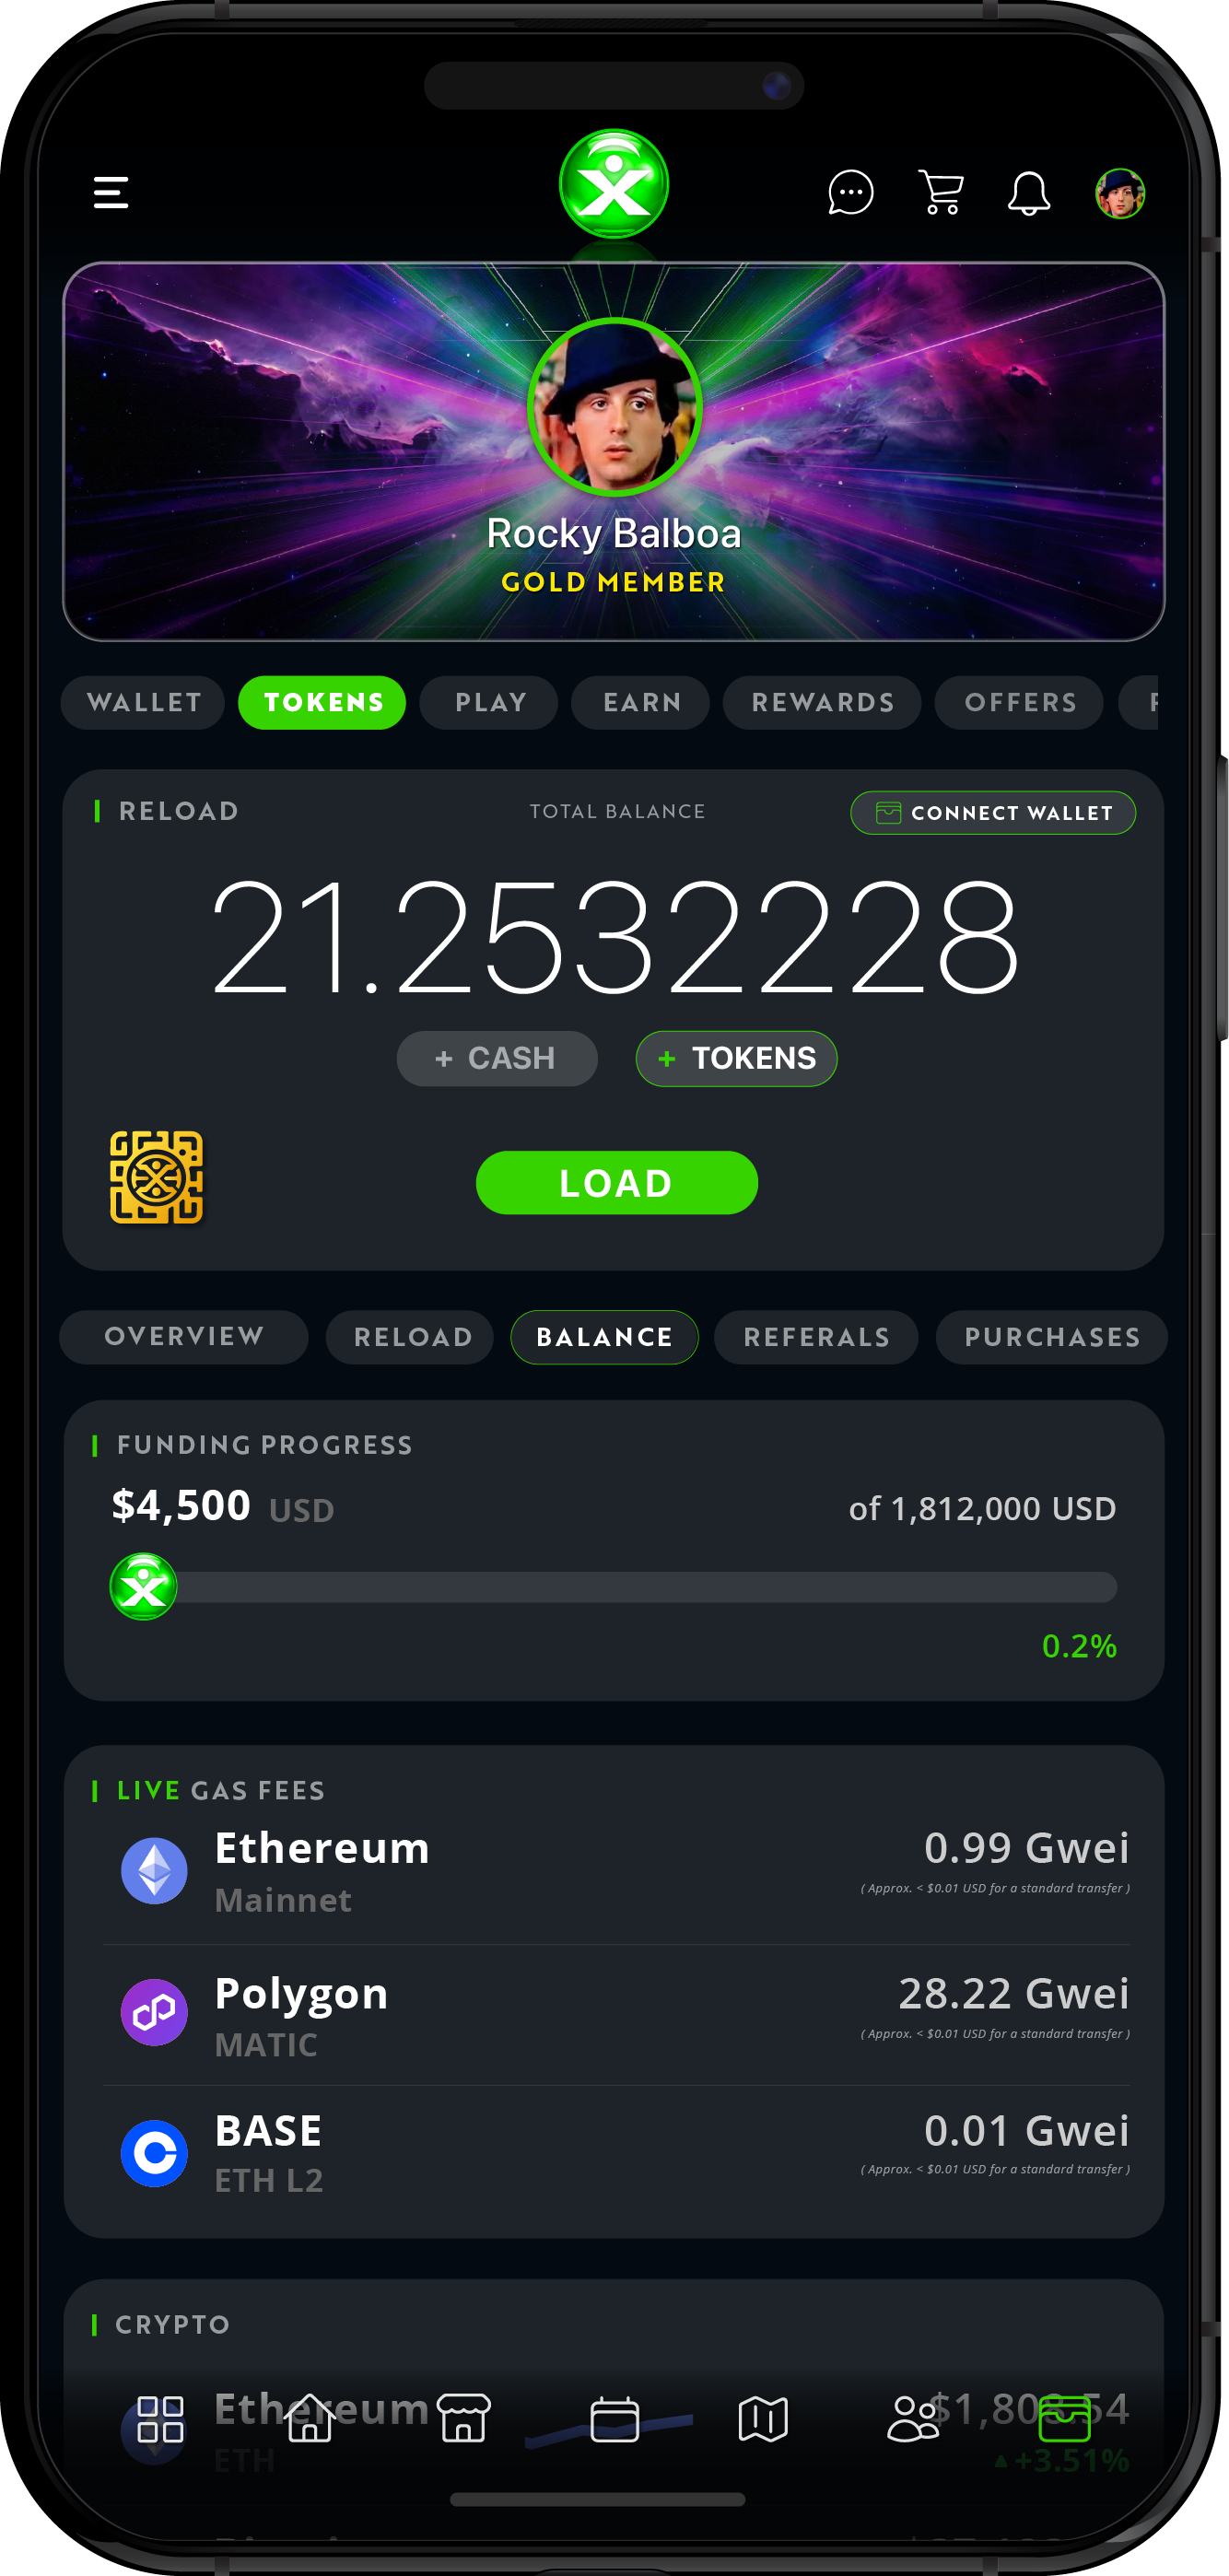 Rocky Balboa
GOLD MEMBER
WALLET TOKENS PLAY EARN REWARDS OFFERS
RELOAD TOTAL BALANCE CONNECT WALLET
21.2532228
+ CASH + TOKENS
LOAD
OVERVIEW RELOAD BALANCE REFERALS PURCHASES
FUNDING PROGRESS
$4,500 USD of 1,812,000 USD
0.2%
LIVE GAS FEES
Ethereum 0.99 Gwei
Mainnet ( Approx. < $0.01 USD for a standard transfer )
Polygon 28.22 Gwei
MATIC ( Approx. < $0.01 USD for a standard transfer )
BASE 0.01 Gwei
ETH L2 ( Approx. < $0.01 USD for a standard transfer )
CRYPTO
Ethereum
ETH +3.51%